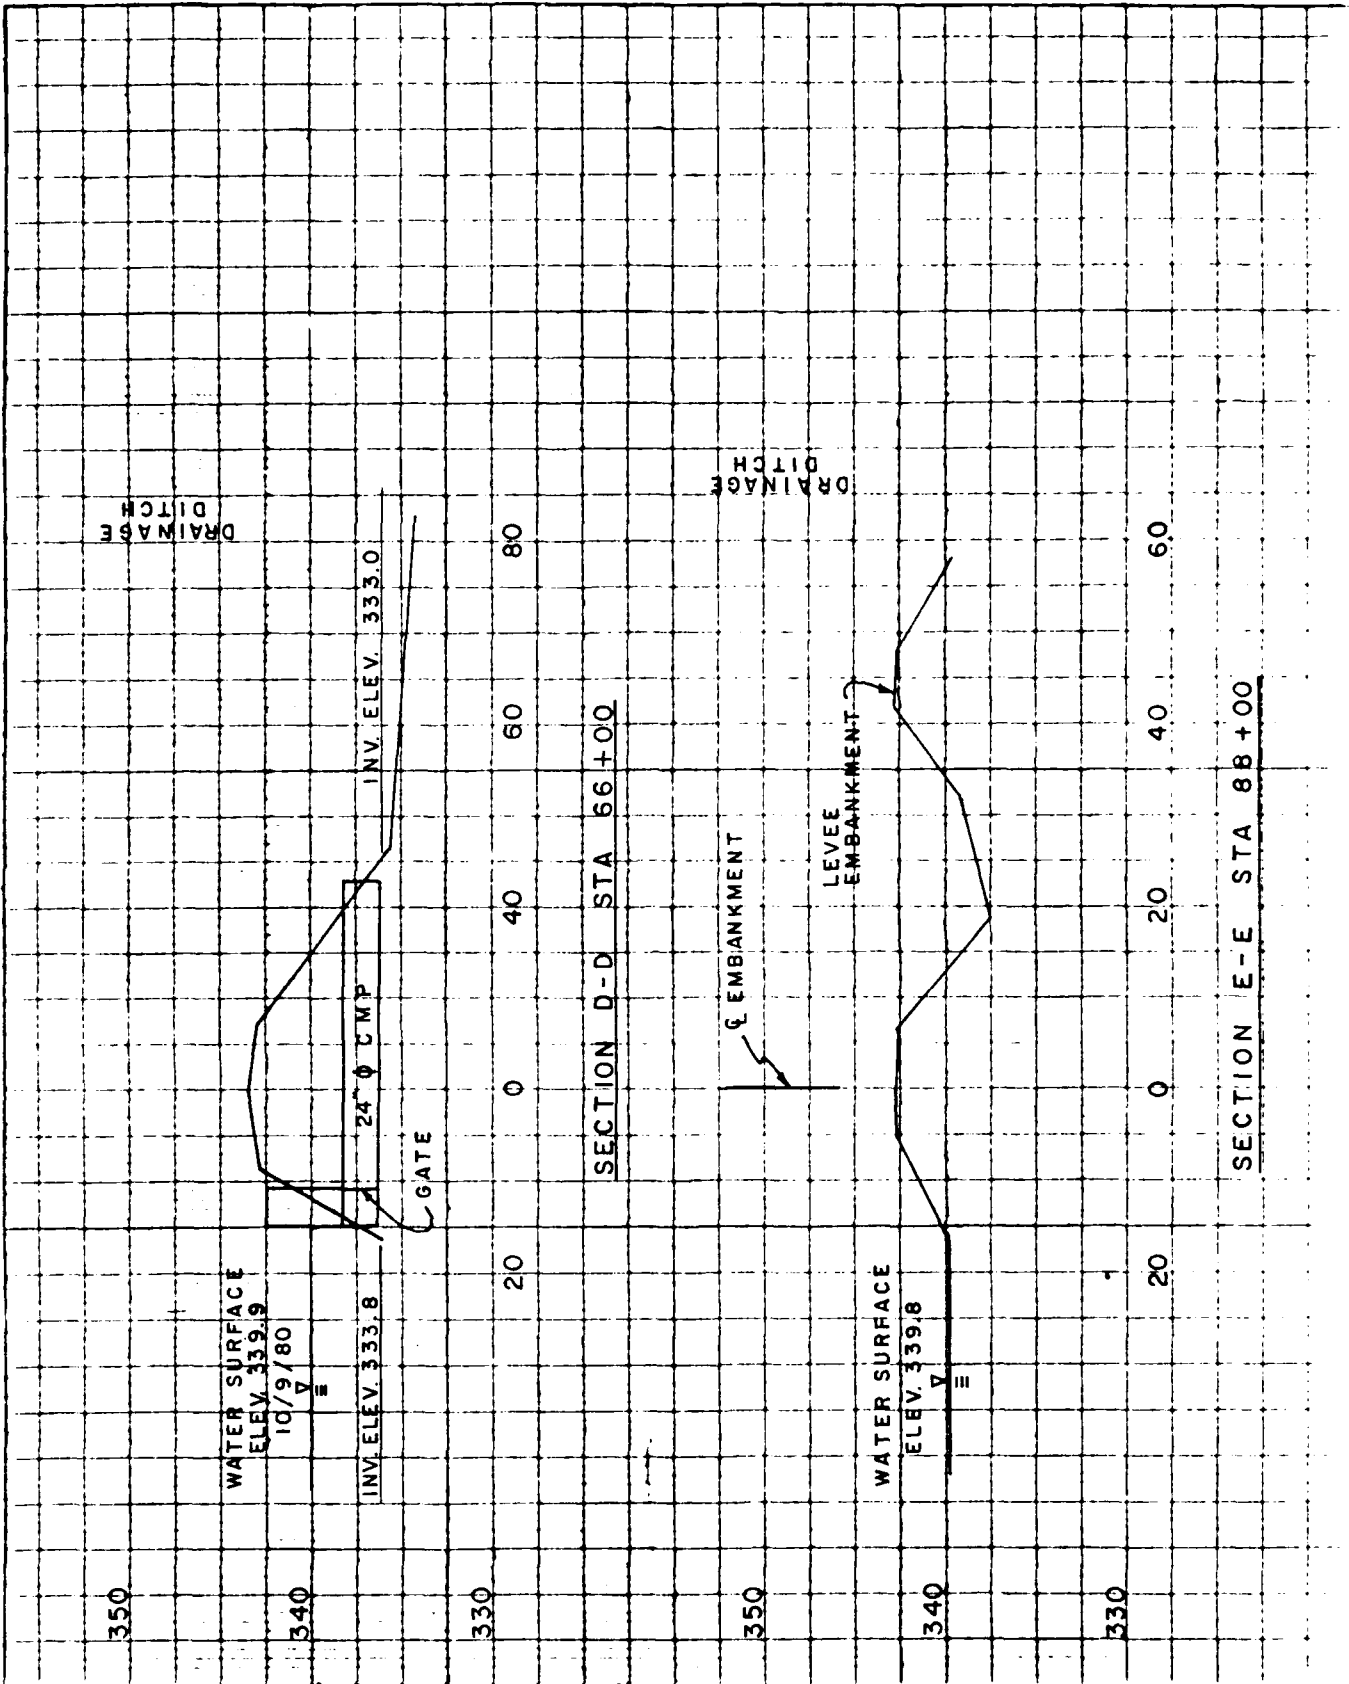 DRAINAGE
DITCH
350
WATER SURFACE
ELEV. 339.9
10/9/80
340
INV. ELEV. 333.8
24" ϕ CMP
INV. ELEV. 333.0
GATE
330
20
0
40
60
80
SECTION D-D STA 66+00
DRAINAGE
DITCH
350
℄ EMBANKMENT
LEVEE
EMBANKMENT
WATER SURFACE
ELEV. 339.8
340
330
20
0
20
40
60
SECTION E-E STA 88+00